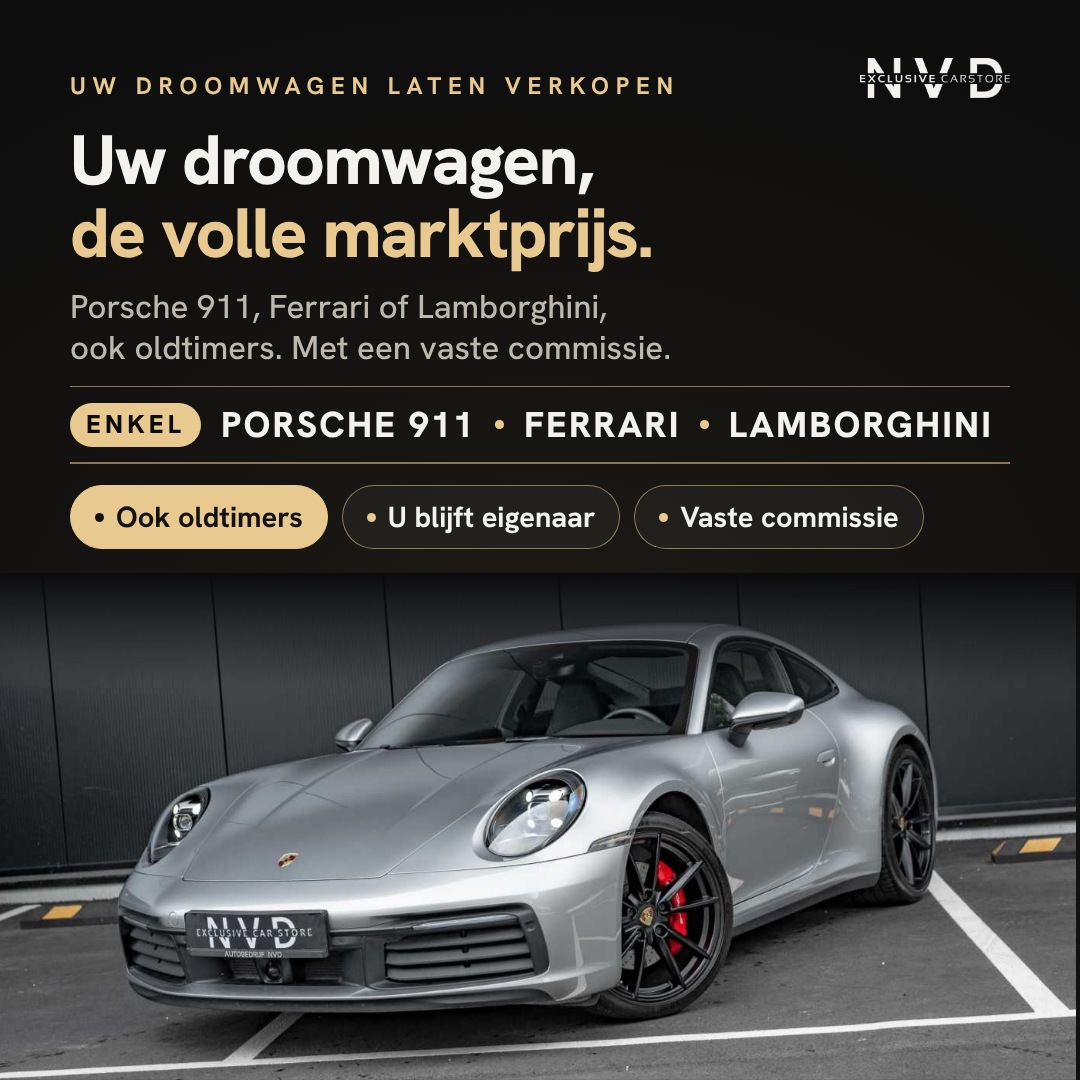 UW DROOMWAGEN LATEN VERKOPEN
NVD
EXCLUSIVE CARSTORE
Uw droomwagen,
de volle marktprijs.
Porsche 911, Ferrari of Lamborghini,
ook oldtimers. Met een vaste commissie.
ENKEL PORSCHE 911 • FERRARI • LAMBORGHINI
• Ook oldtimers • U blijft eigenaar • Vaste commissie
NVD
EXCLUSIVE CAR STORE
AUTOBEDRIJF NVD